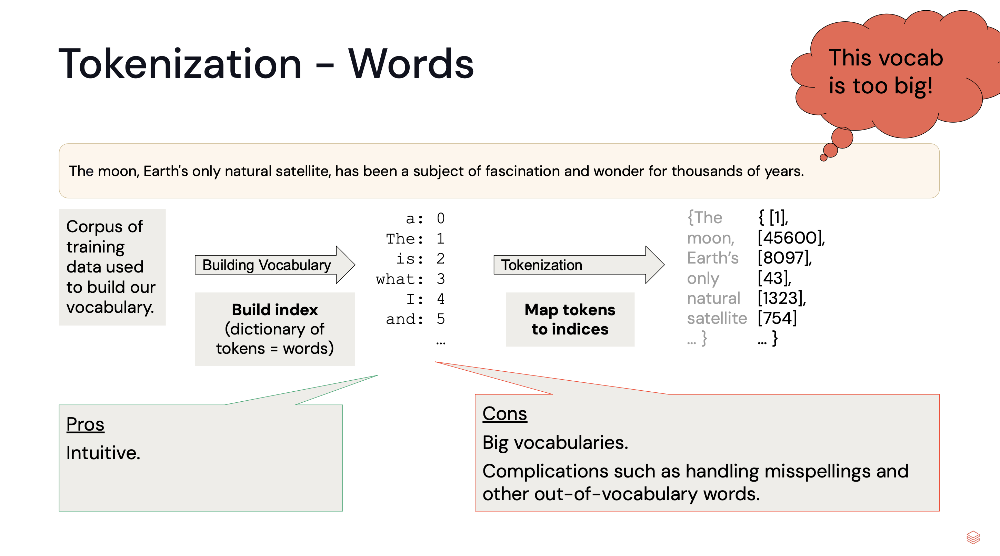 Tokenization - Words
This vocab
is too big!
The moon, Earth's only natural satellite, has been a subject of fascination and wonder for thousands of years.
Corpus of
training
data used
to build our
vocabulary.
Building Vocabulary
Build index
(dictionary of
tokens = words)
a: 0
The: 1
is: 2
what: 3
I: 4
and: 5
…
Tokenization
Map tokens
to indices
{The
moon,
Earth’s
only
natural
satellite
… }
{ [1],
[45600],
[8097],
[43],
[1323],
[754]
… }
Pros
Intuitive.
Cons
Big vocabularies.
Complications such as handling misspellings and
other out-of-vocabulary words.